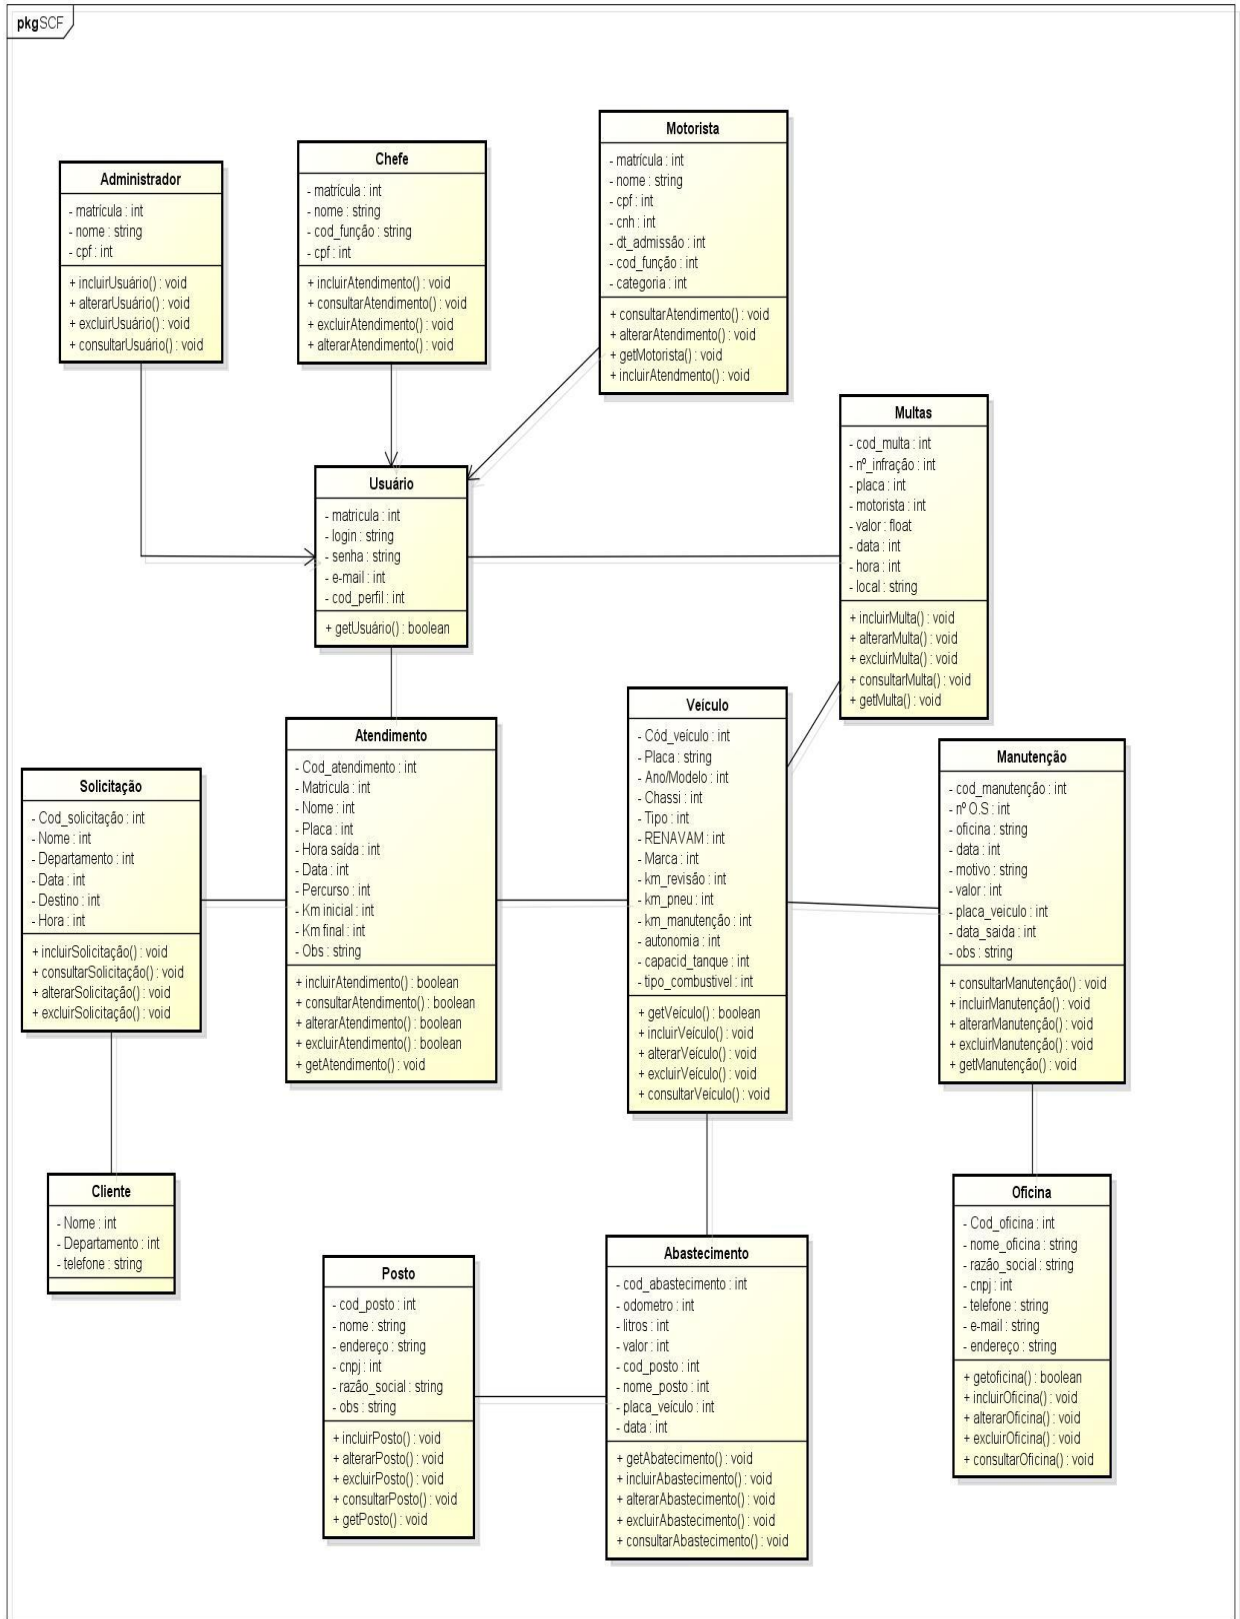 pkgSCF
Motorista
- matrícula : int
- nome : string
- cpf : int
- cnh : int
- dt_admissão : int
- cod_função : int
- categoria : int
+ consultarAtendimento() : void
+ alterarAtendimento() : void
+ getMotorista() : void
+ incluirAtendmento() : void
Chefe
- matrícula : int
- nome : string
- cod_função : string
- cpf : int
+ incluirAtendimento() : void
+ consultarAtendimento() : void
+ excluirAtendimento() : void
+ alterarAtendimento() : void
Administrador
- matrícula : int
- nome : string
- cpf : int
+ incluirUsuário() : void
+ alterarUsuário() : void
+ excluirUsuário() : void
+ consultarUsuário() : void
Multas
- cod_multa : int
- nº_infração : int
- placa : int
- motorista : int
- valor : float
- data : int
- hora : int
- local : string
+ incluirMulta() : void
+ alterarMulta() : void
+ excluirMulta() : void
+ consultarMulta() : void
+ getMulta() : void
Usuário
- matricula : int
- login : string
- senha : string
- e-mail : int
- cod_perfil : int
+ getUsuário() : boolean
Veículo
- Cód_veículo : int
- Placa : string
- Ano/Modelo : int
- Chassi : int
- Tipo : int
- RENAVAM : int
- Marca : int
- km_revisão : int
- km_pneu : int
- km_manutenção : int
- autonomia : int
- capacid_tanque : int
- tipo_combustivel : int
+ getVeículo() : boolean
+ incluirVeículo() : void
+ alterarVeículo() : void
+ excluirVeículo() : void
+ consultarVeículo() : void
Atendimento
- Cod_atendimento : int
- Matricula : int
- Nome : int
- Placa : int
- Hora saída : int
- Data : int
- Percurso : int
- Km inicial : int
- Km final : int
- Obs : string
+ incluirAtendimento() : boolean
+ consultarAtendimento() : boolean
+ alterarAtendimento() : boolean
+ excluirAtendimento() : boolean
+ getAtendimento() : void
Manutenção
- cod_manutenção : int
- nº O.S : int
- oficina : string
- data : int
- motivo : string
- valor : int
- placa_veiculo : int
- data_saida : int
- obs : string
+ consultarManutenção() : void
+ incluirManutenção() : void
+ alterarManutenção() : void
+ excluirManutenção() : void
+ getManutenção() : void
Solicitação
- Cod_solicitação : int
- Nome : int
- Departamento : int
- Data : int
- Destino : int
- Hora : int
+ incluirSolicitação() : void
+ consultarSolicitação() : void
+ alterarSolicitação() : void
+ excluirSolicitação() : void
Cliente
- Nome : int
- Departamento : int
- telefone : string
Oficina
- Cod_oficina : int
- nome_oficina : string
- razão_social : string
- cnpj : int
- telefone : string
- e-mail : string
- endereço : string
+ getoficina() : boolean
+ incluirOficina() : void
+ alterarOficina() : void
+ excluirOficina() : void
+ consultarOficina() : void
Abastecimento
- cod_abastecimento : int
- odometro : int
- litros : int
- valor : int
- cod_posto : int
- nome_posto : int
- placa_veículo : int
- data : int
+ getAbatecimento() : void
+ incluirAbastecimento() : void
+ alterarAbastecimento() : void
+ excluirAbastecimento() : void
+ consultarAbastecimento() : void
Posto
- cod_posto : int
- nome : string
- endereço : string
- cnpj : int
- razão_social : string
- obs : string
+ incluirPosto() : void
+ alterarPosto() : void
+ excluirPosto() : void
+ consultarPosto() : void
+ getPosto() : void